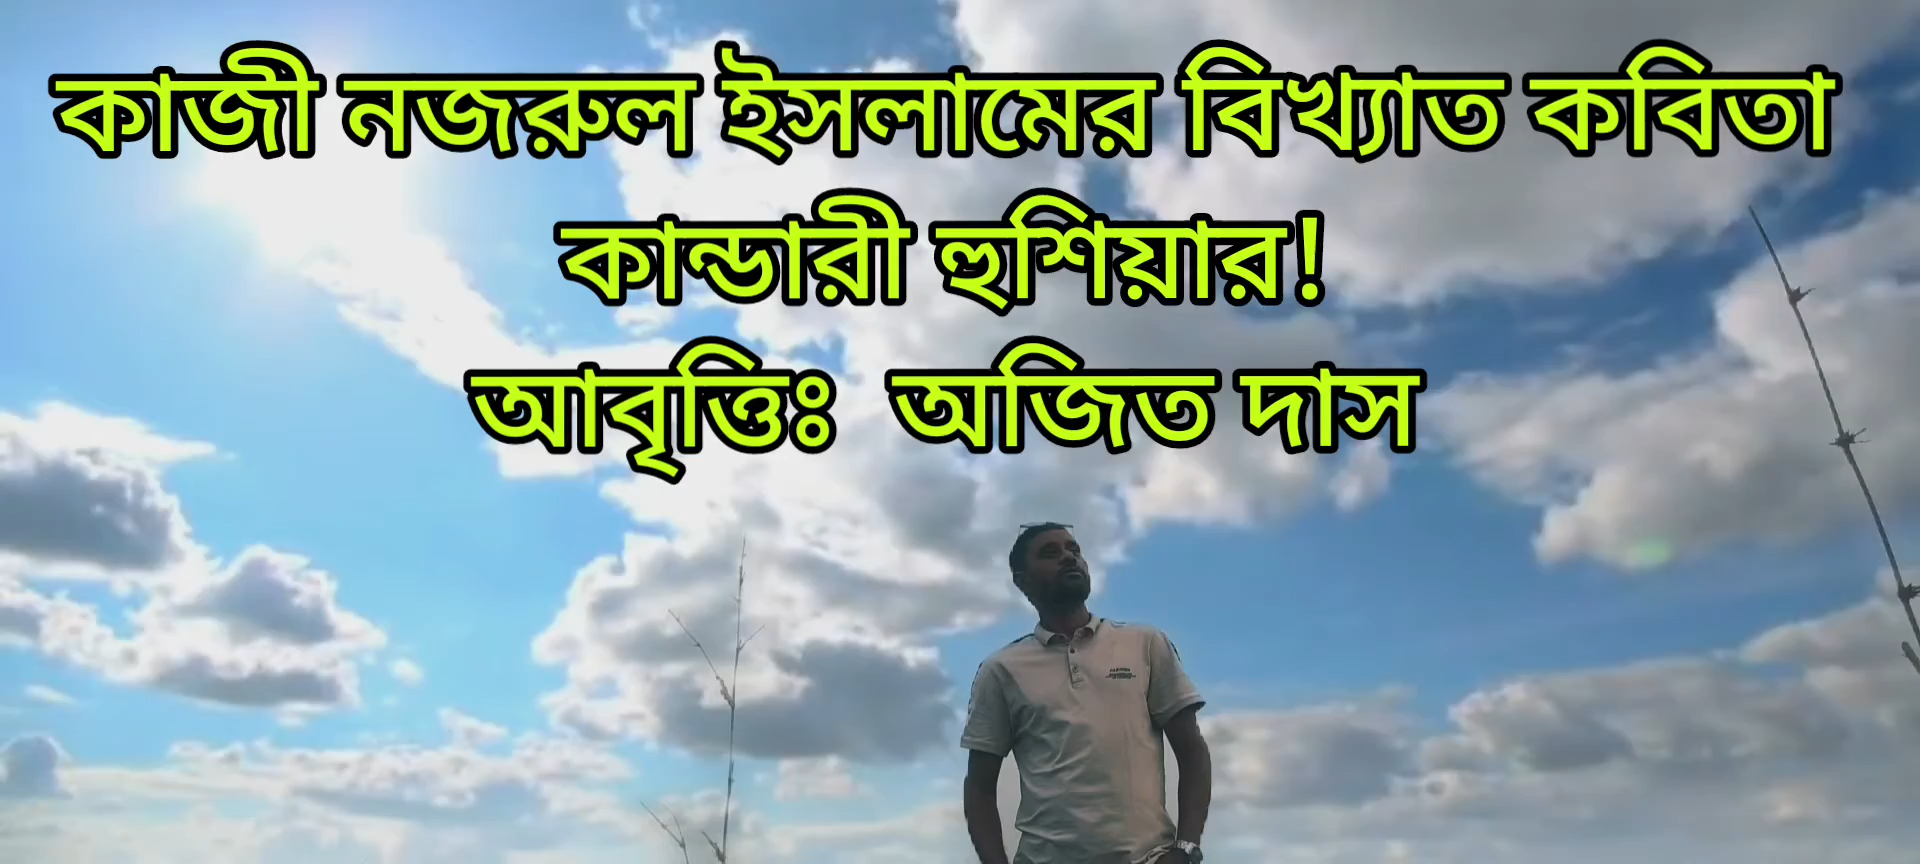 কাজী নজরুল ইসলামের বিখ্যাত কবিতা
কান্ডারী হুশিয়ার!
আবৃত্তিঃ অজিত দাস